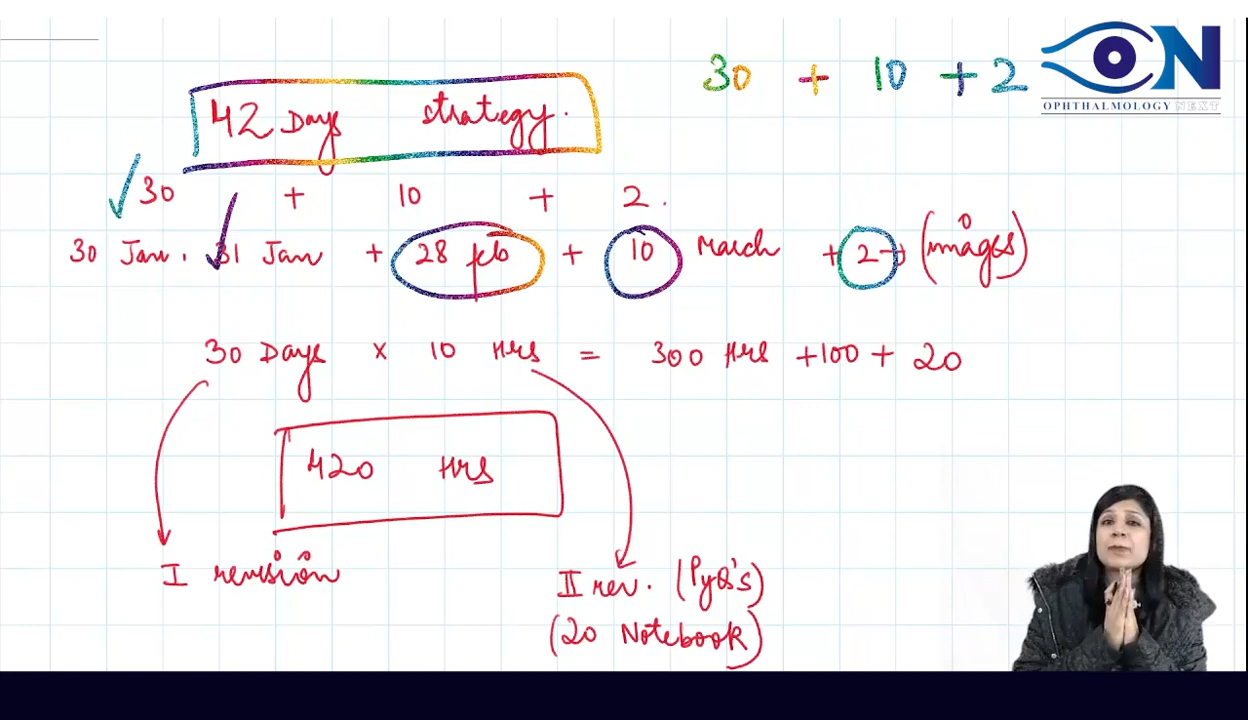 30 + 10 + 2
ON
OPHTHALMOLOGY NEXT
42 Days strategy.
30 + 10 + 2.
30 Jan. 31 Jan + 28 feb + 10 March + 2 → (images)
30 Days × 10 Hrs = 300 Hrs + 100 + 20
420 Hrs
I revision
II rev. (PyQ's)
(20 Notebook)